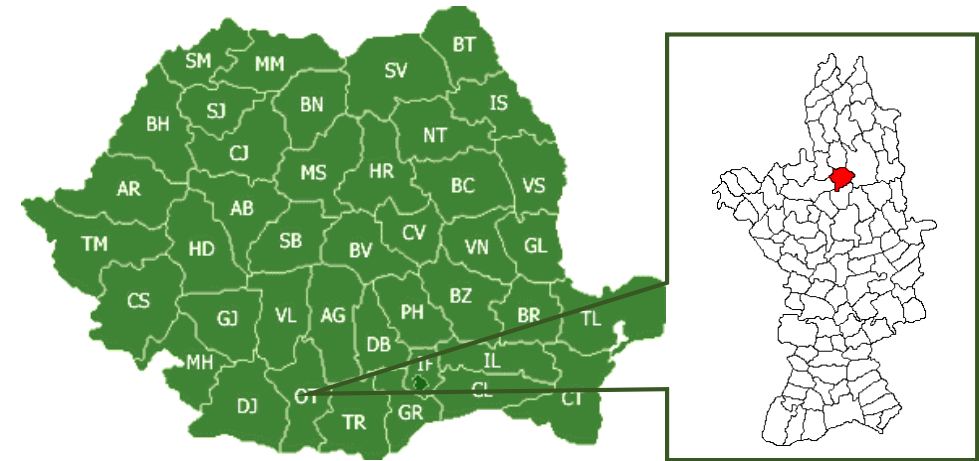 BT
SM
MM
SV
BN
IS
SJ
BH
NT
CJ
MS
HR
BC
VS
AR
AB
CV
TM
HD
SB
BV
VN
GL
CS
BZ
PH
GJ
VL
AG
BR
TL
DB
MH
IF
IL
CL
OT
CT
DJ
GR
TR